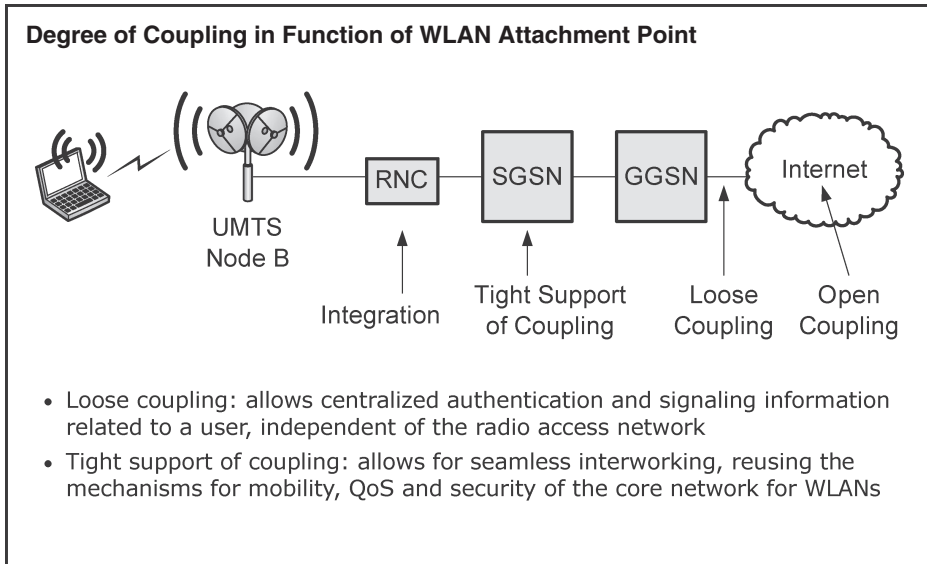 Degree of Coupling in Function of WLAN Attachment Point
RNC
SGSN
GGSN
Internet
UMTS
Node B
Integration
Tight Support
of Coupling
Loose
Coupling
Open
Coupling
• Loose coupling: allows centralized authentication and signaling information
related to a user, independent of the radio access network
• Tight support of coupling: allows for seamless interworking, reusing the
mechanisms for mobility, QoS and security of the core network for WLANs